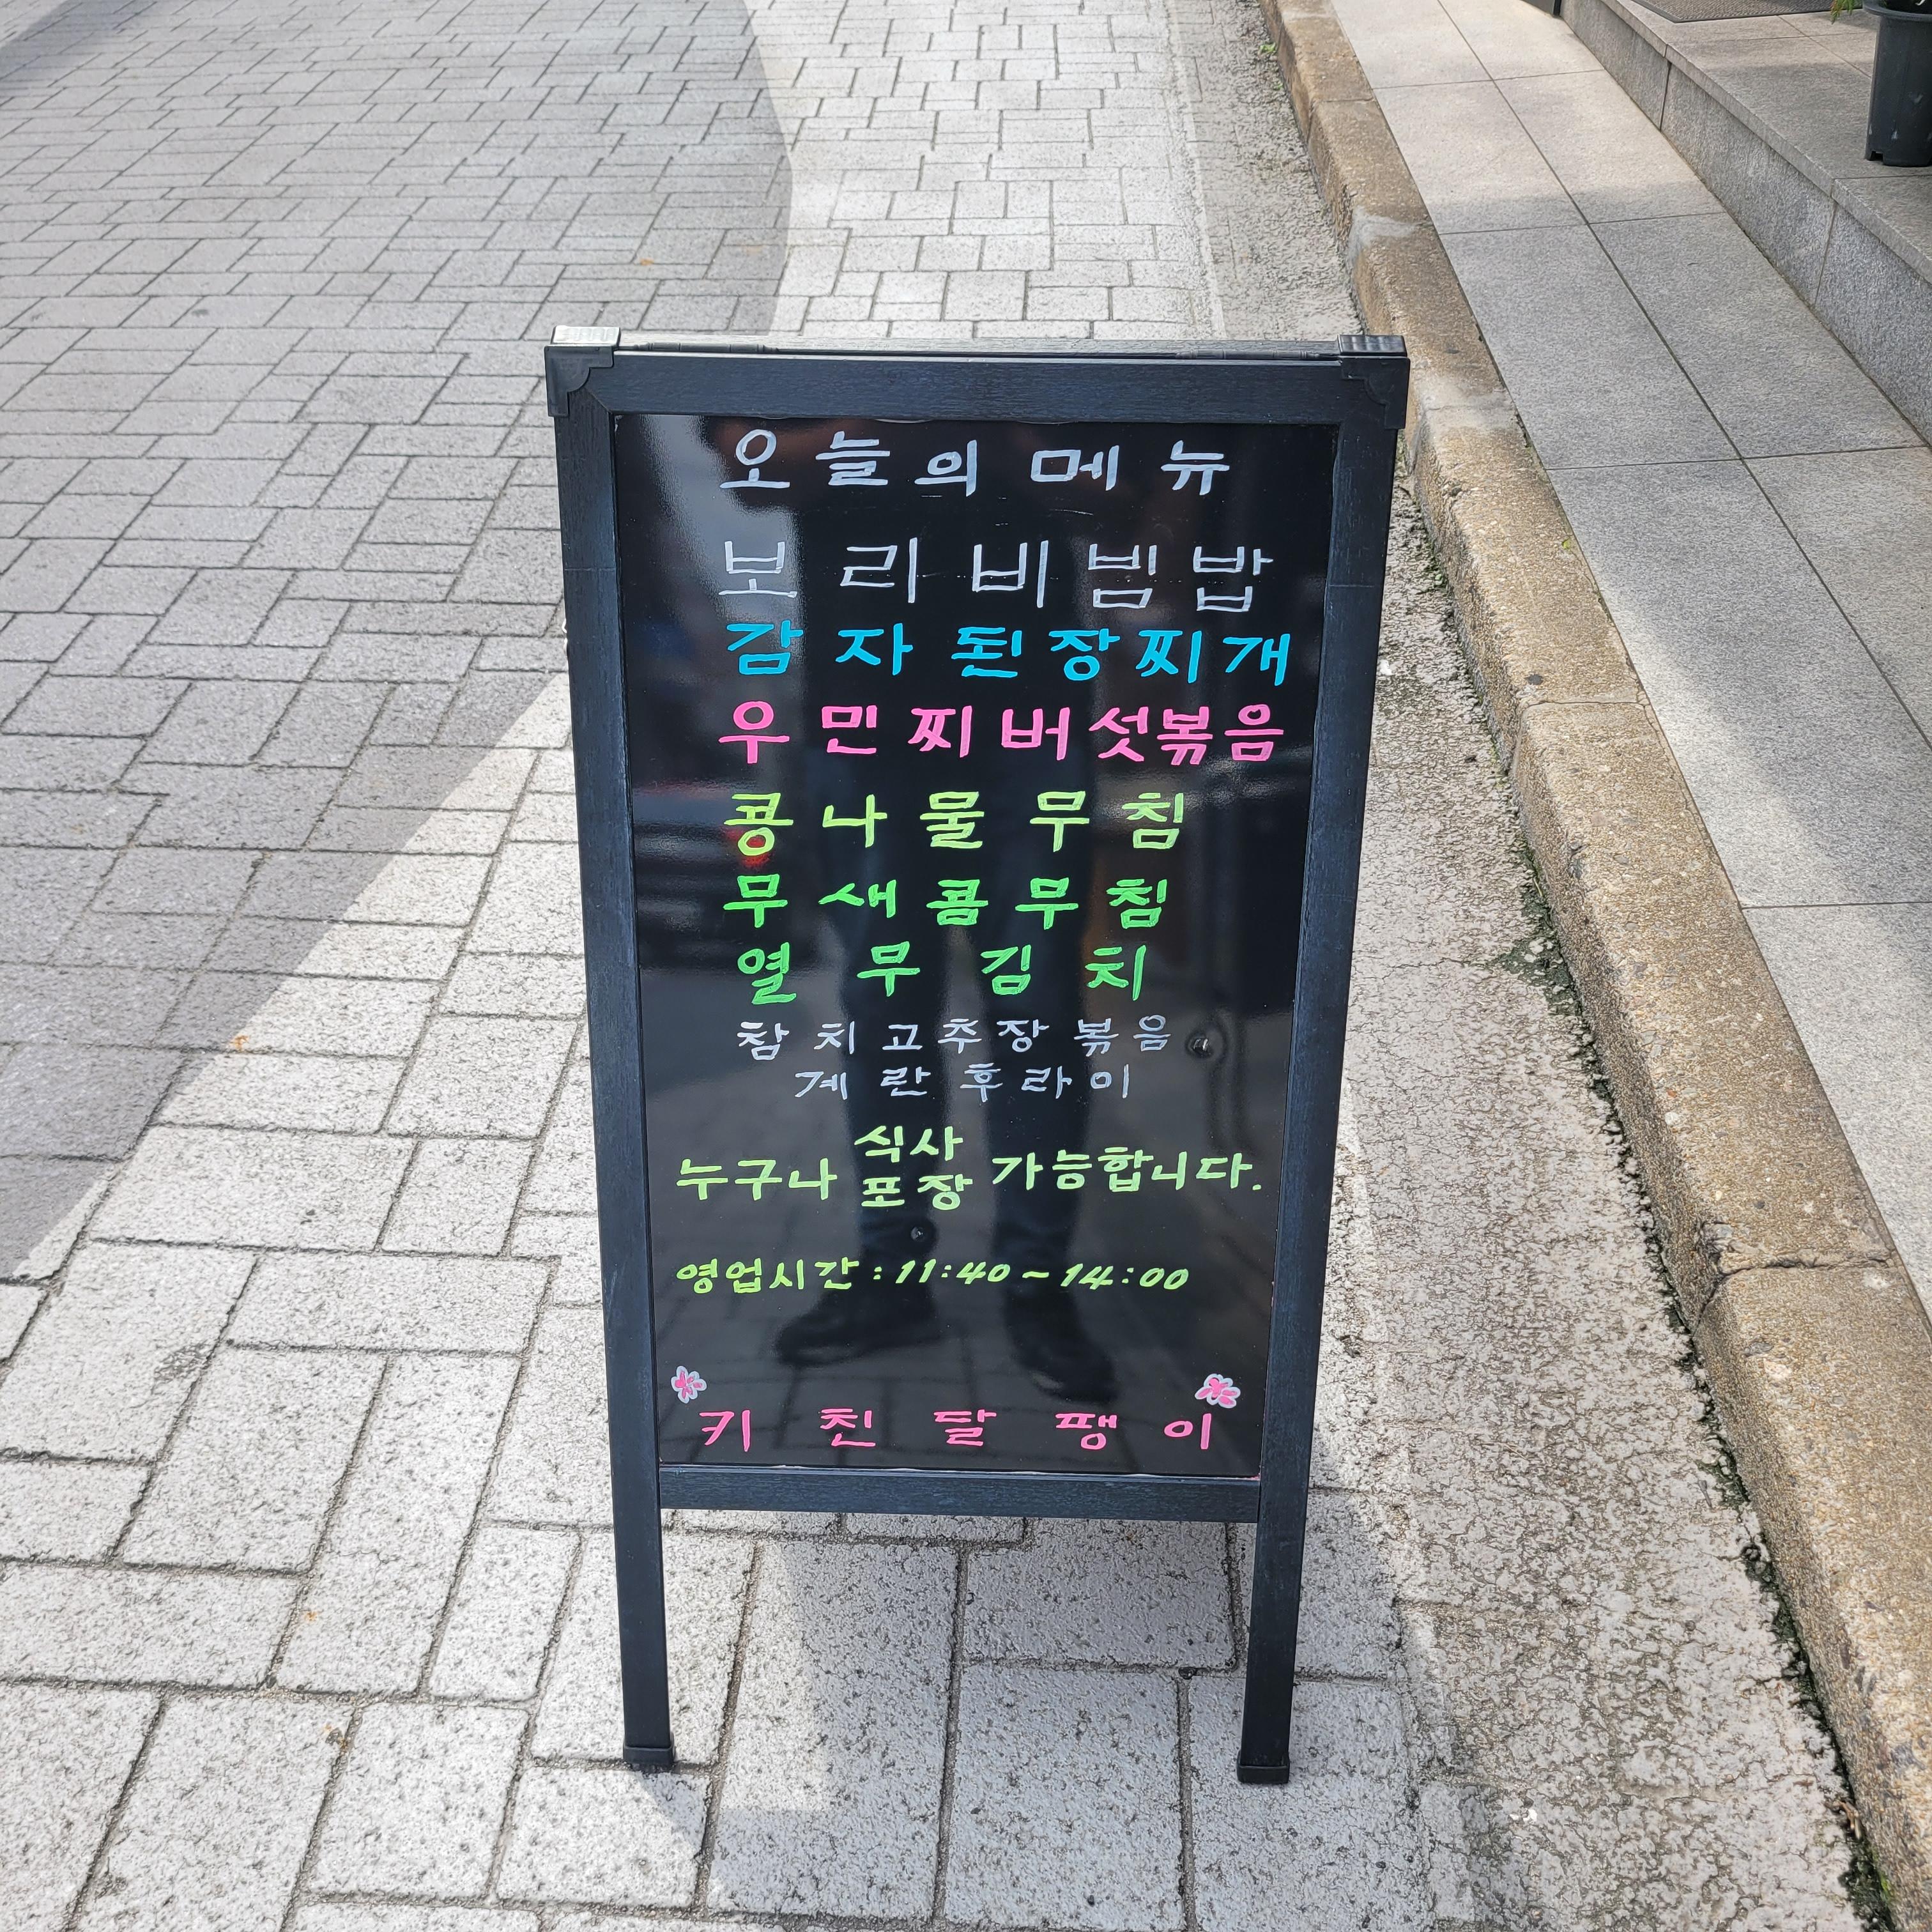 오늘의 메뉴
보리비빔밥
감자된장찌개
우민찌버섯볶음
콩나물무침
무새콤무침
열무김치
참치고추장볶음
계란후라이
누구나 식사 포장 가능합니다.
영업시간 : 11:40 ~ 14:00
키친달팽이